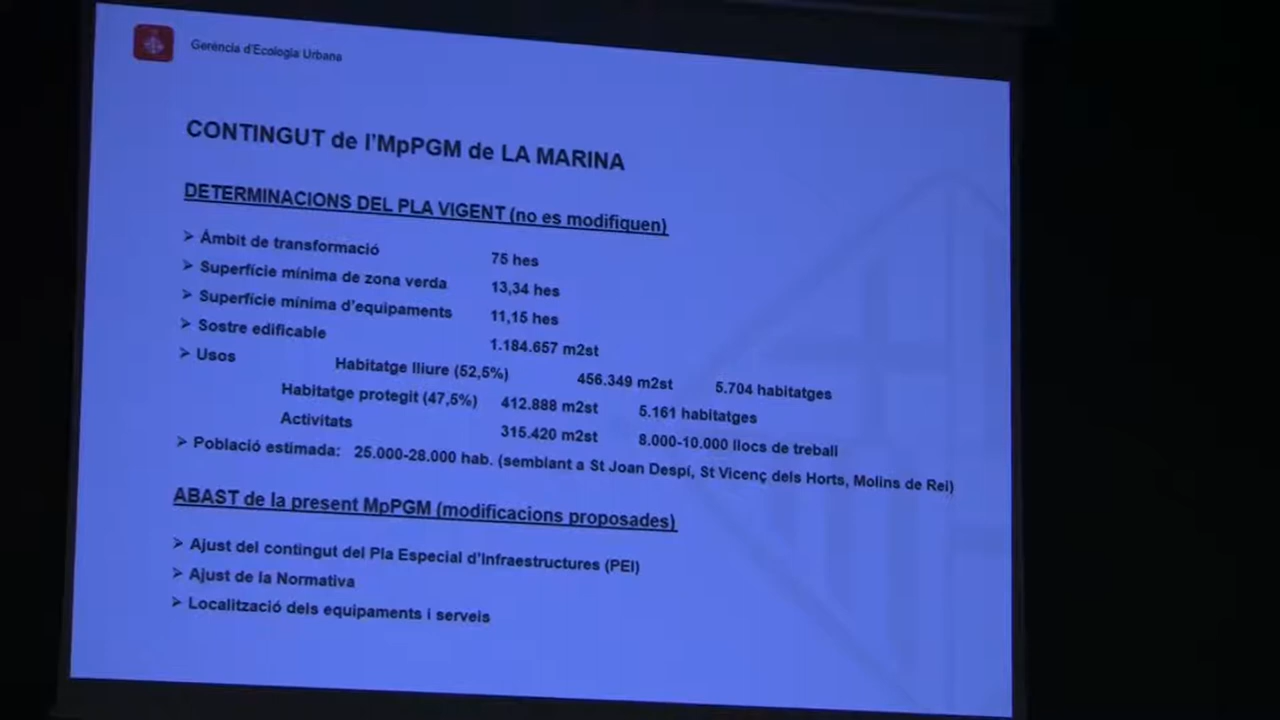 Gerència d'Ecologia Urbana
CONTINGUT de l'MpPGM de LA MARINA
DETERMINACIONS DEL PLA VIGENT (no es modifiquen)
➢ Àmbit de transformació 75 hes
➢ Superfície mínima de zona verda 13,34 hes
➢ Superfície mínima d'equipaments 11,15 hes
➢ Sostre edificable 1.184.657 m2st
➢ Usos Habitatge lliure (52,5%) 456.349 m2st 5.704 habitatges
Habitatge protegit (47,5%) 412.888 m2st 5.161 habitatges
Activitats 315.420 m2st 8.000-10.000 llocs de treball
➢ Població estimada: 25.000-28.000 hab. (semblant a St Joan Despí, St Vicenç dels Horts, Molins de Rei)
ABAST de la present MpPGM (modificacions proposades)
➢ Ajust del contingut del Pla Especial d'Infraestructures (PEI)
➢ Ajust de la Normativa
➢ Localització dels equipaments i serveis